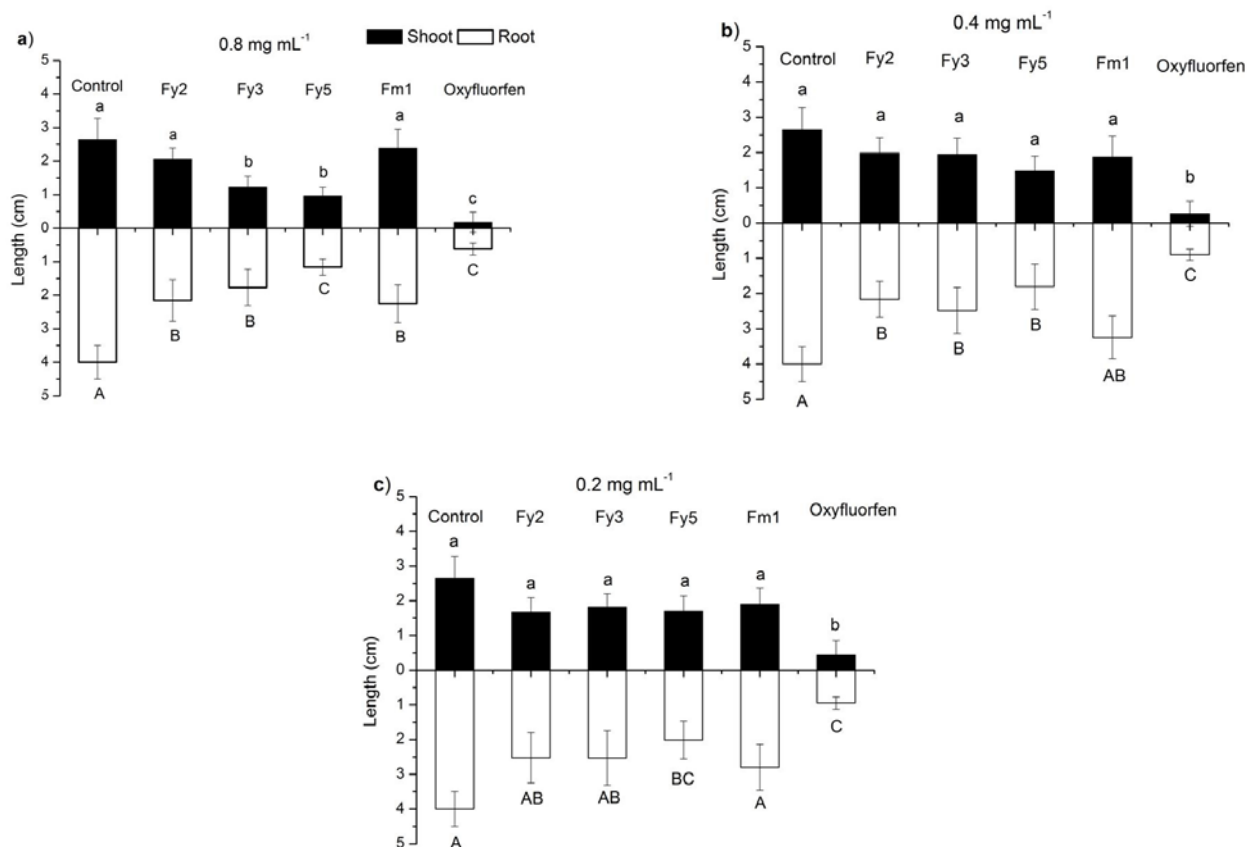 a) 0.8 mg mL⁻¹ Shoot Root
Control Fy2 Fy3 Fy5 Fm1 Oxyfluorfen
a a b b a c
5
4
3
2
1
0
1
2
3
4
5
Length (cm)
A B B C B C
b) 0.4 mg mL⁻¹
Control Fy2 Fy3 Fy5 Fm1 Oxyfluorfen
a a a a a b
5
4
3
2
1
0
1
2
3
4
5
Length (cm)
A B B B AB C
c) 0.2 mg mL⁻¹
Control Fy2 Fy3 Fy5 Fm1 Oxyfluorfen
a a a a a b
5
4
3
2
1
0
1
2
3
4
5
Length (cm)
A AB AB BC A C